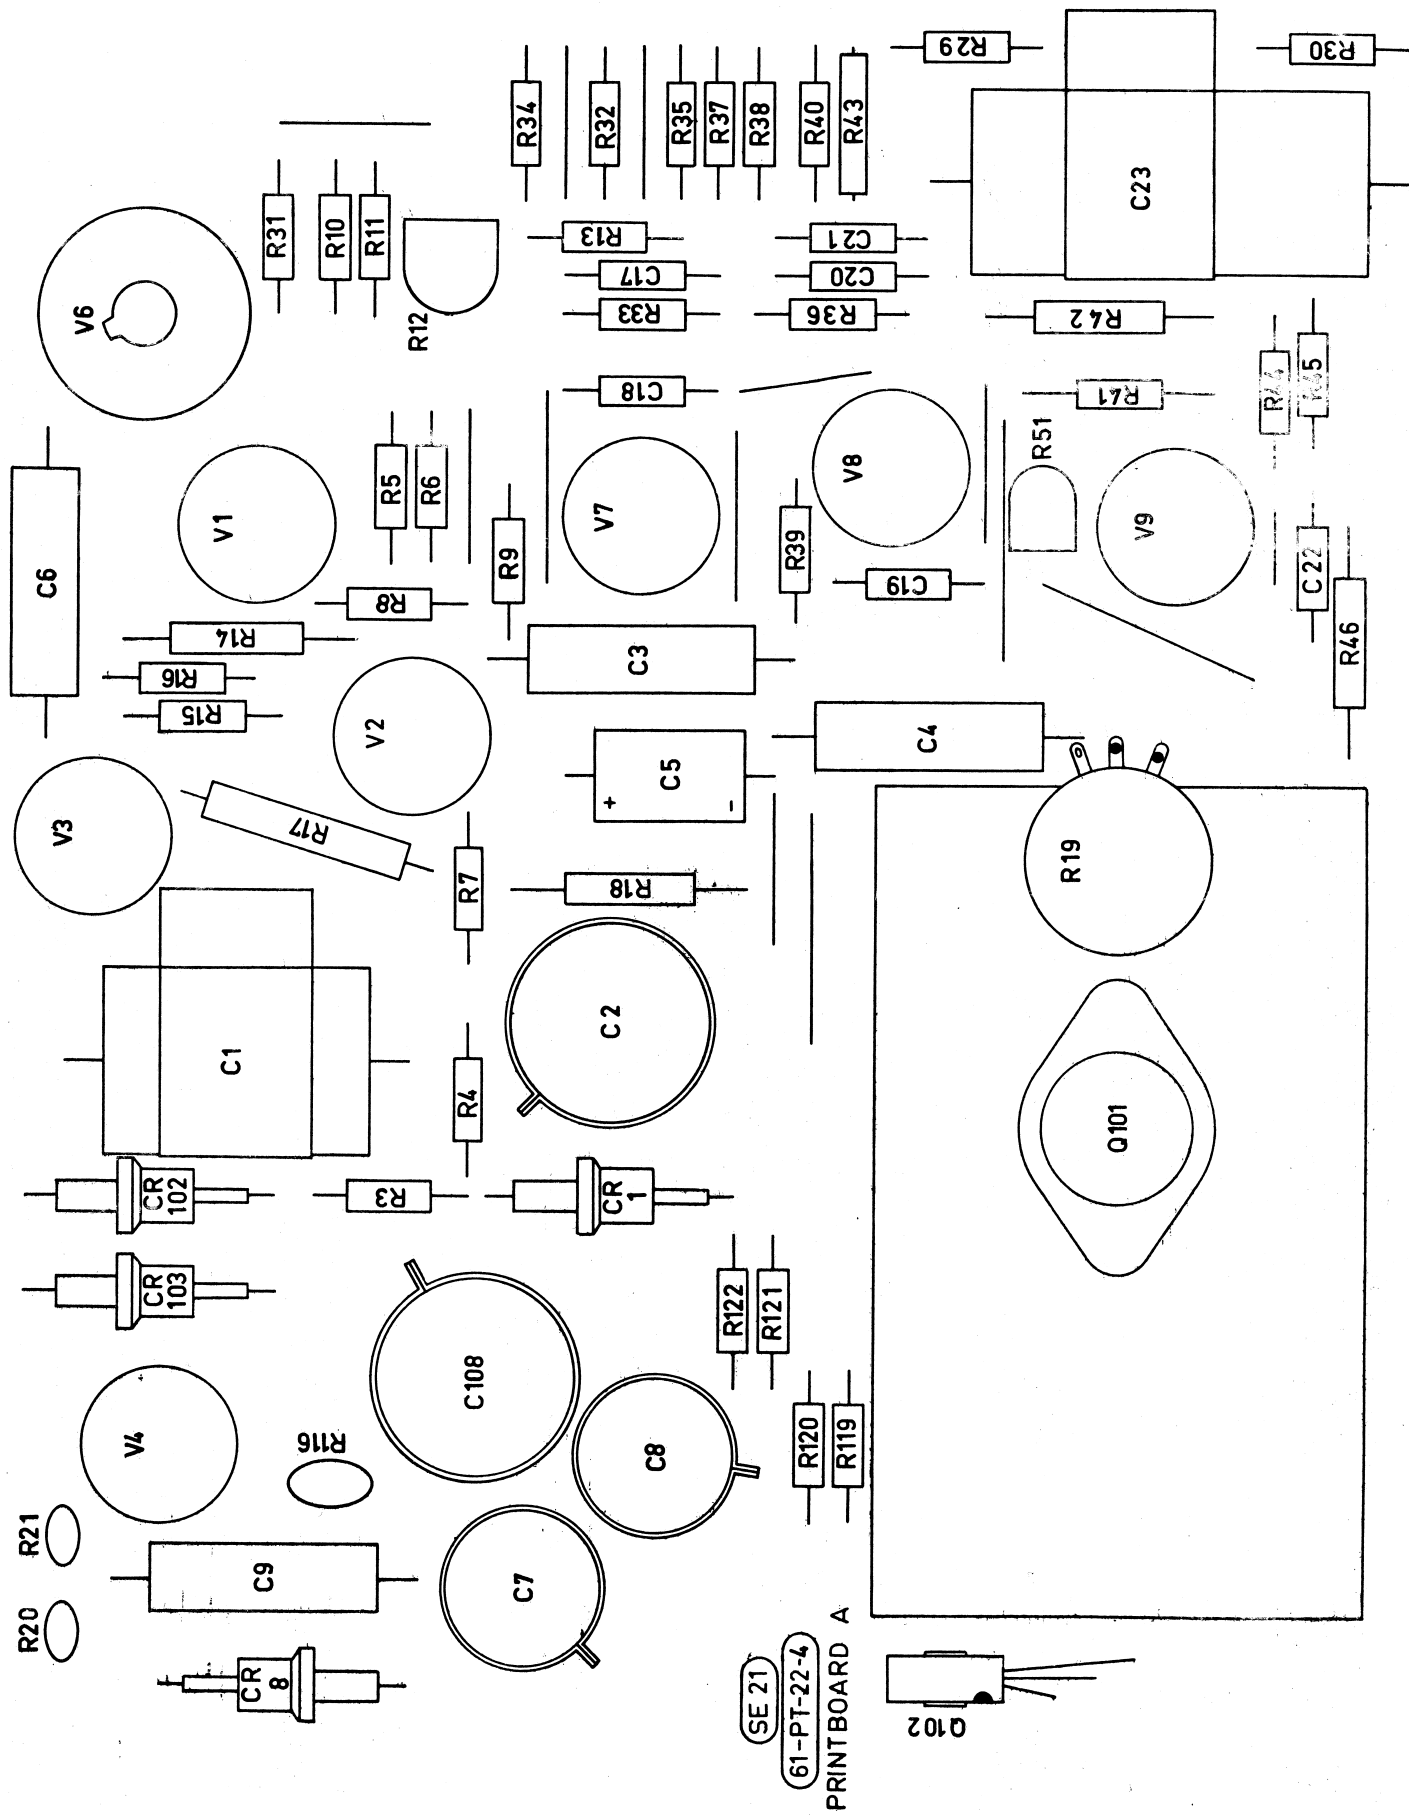 R29
R30
R34
R32
R35
R37
R38
R40
R43
C23
R31
R10
R11
R12
R13
C21
C17
C20
R33
R36
R42
V6
C18
R41
R44
R45
V8
R51
C6
V1
R5
R6
R9
V7
R39
V9
C19
C22
R8
R14
C3
R46
R16
R15
V2
C4
V3
R17
C5
+
-
R7
R18
R19
C1
C2
R4
Q101
CR
102
R3
CR
1
CR
103
R122
R121
C108
V4
R116
C8
R120
R119
R21
C9
C7
R20
CR
8
SE 21
61-PT-22-4
PRINTBOARD A
Q102